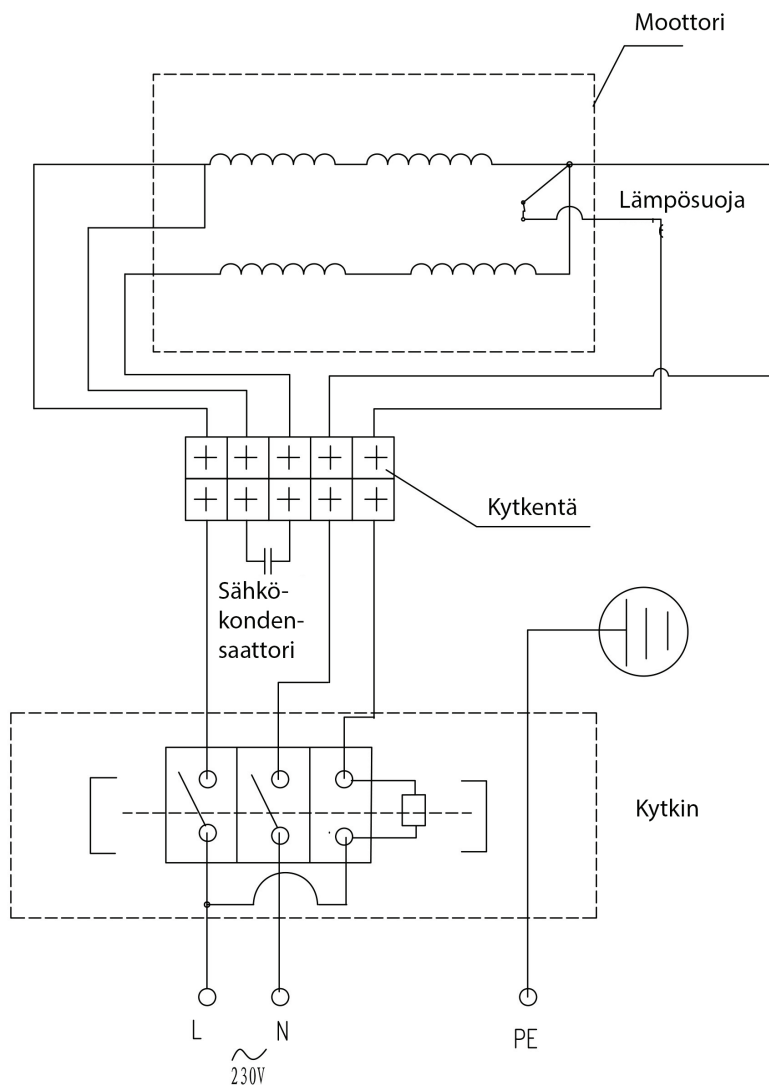 Moottori
Lämpösuoja
Kytkentä
Sähkö-
konden-
saattori
Kytkin
L
N
PE
230V